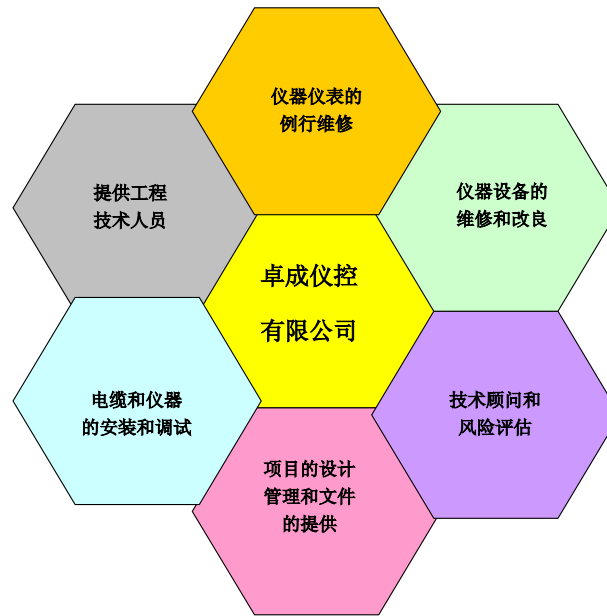 仪器仪表的
例行维修
提供工程
技术人员
仪器设备的
维修和改良
卓成仪控
有限公司
电缆和仪器
的安装和调试
技术顾问和
风险评估
项目的设计
管理和文件
的提供